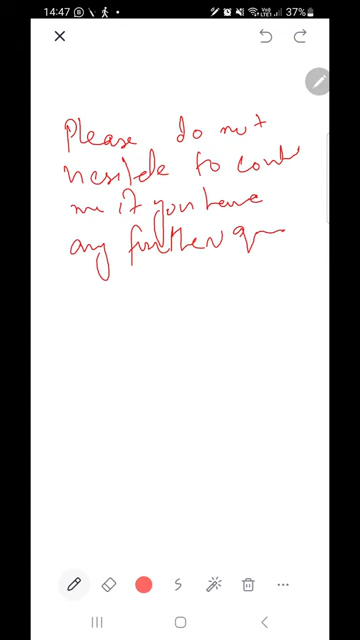 14:47 37%
Please do not
hesitate to
me if you have
any further